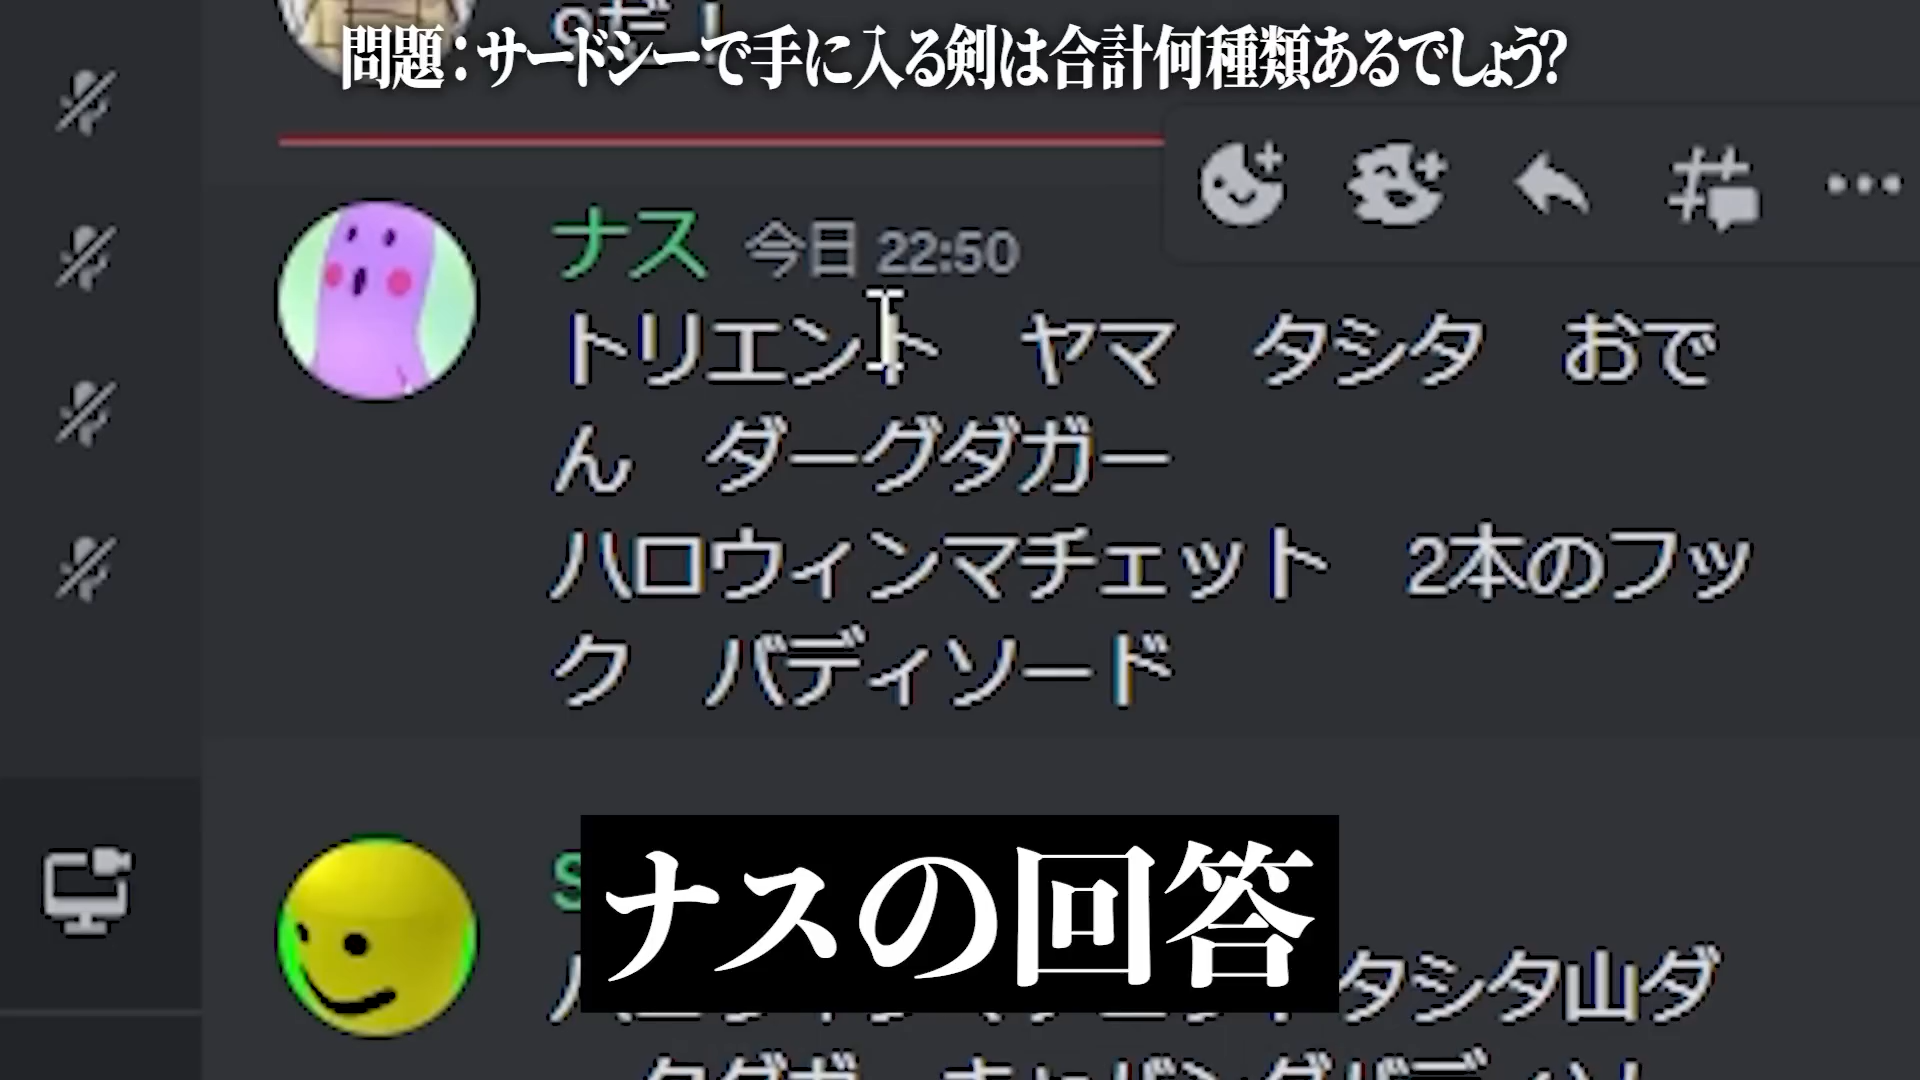 問題：サードシーで手に入る剣は合計何種類あるでしょう?
ナス 今日 22:50
トリエント ヤマ タシタ おで
ん ダーグダガー
ハロウィンマチェット 2本のフッ
ク バディソード
ナスの回答
タシタ山ダ